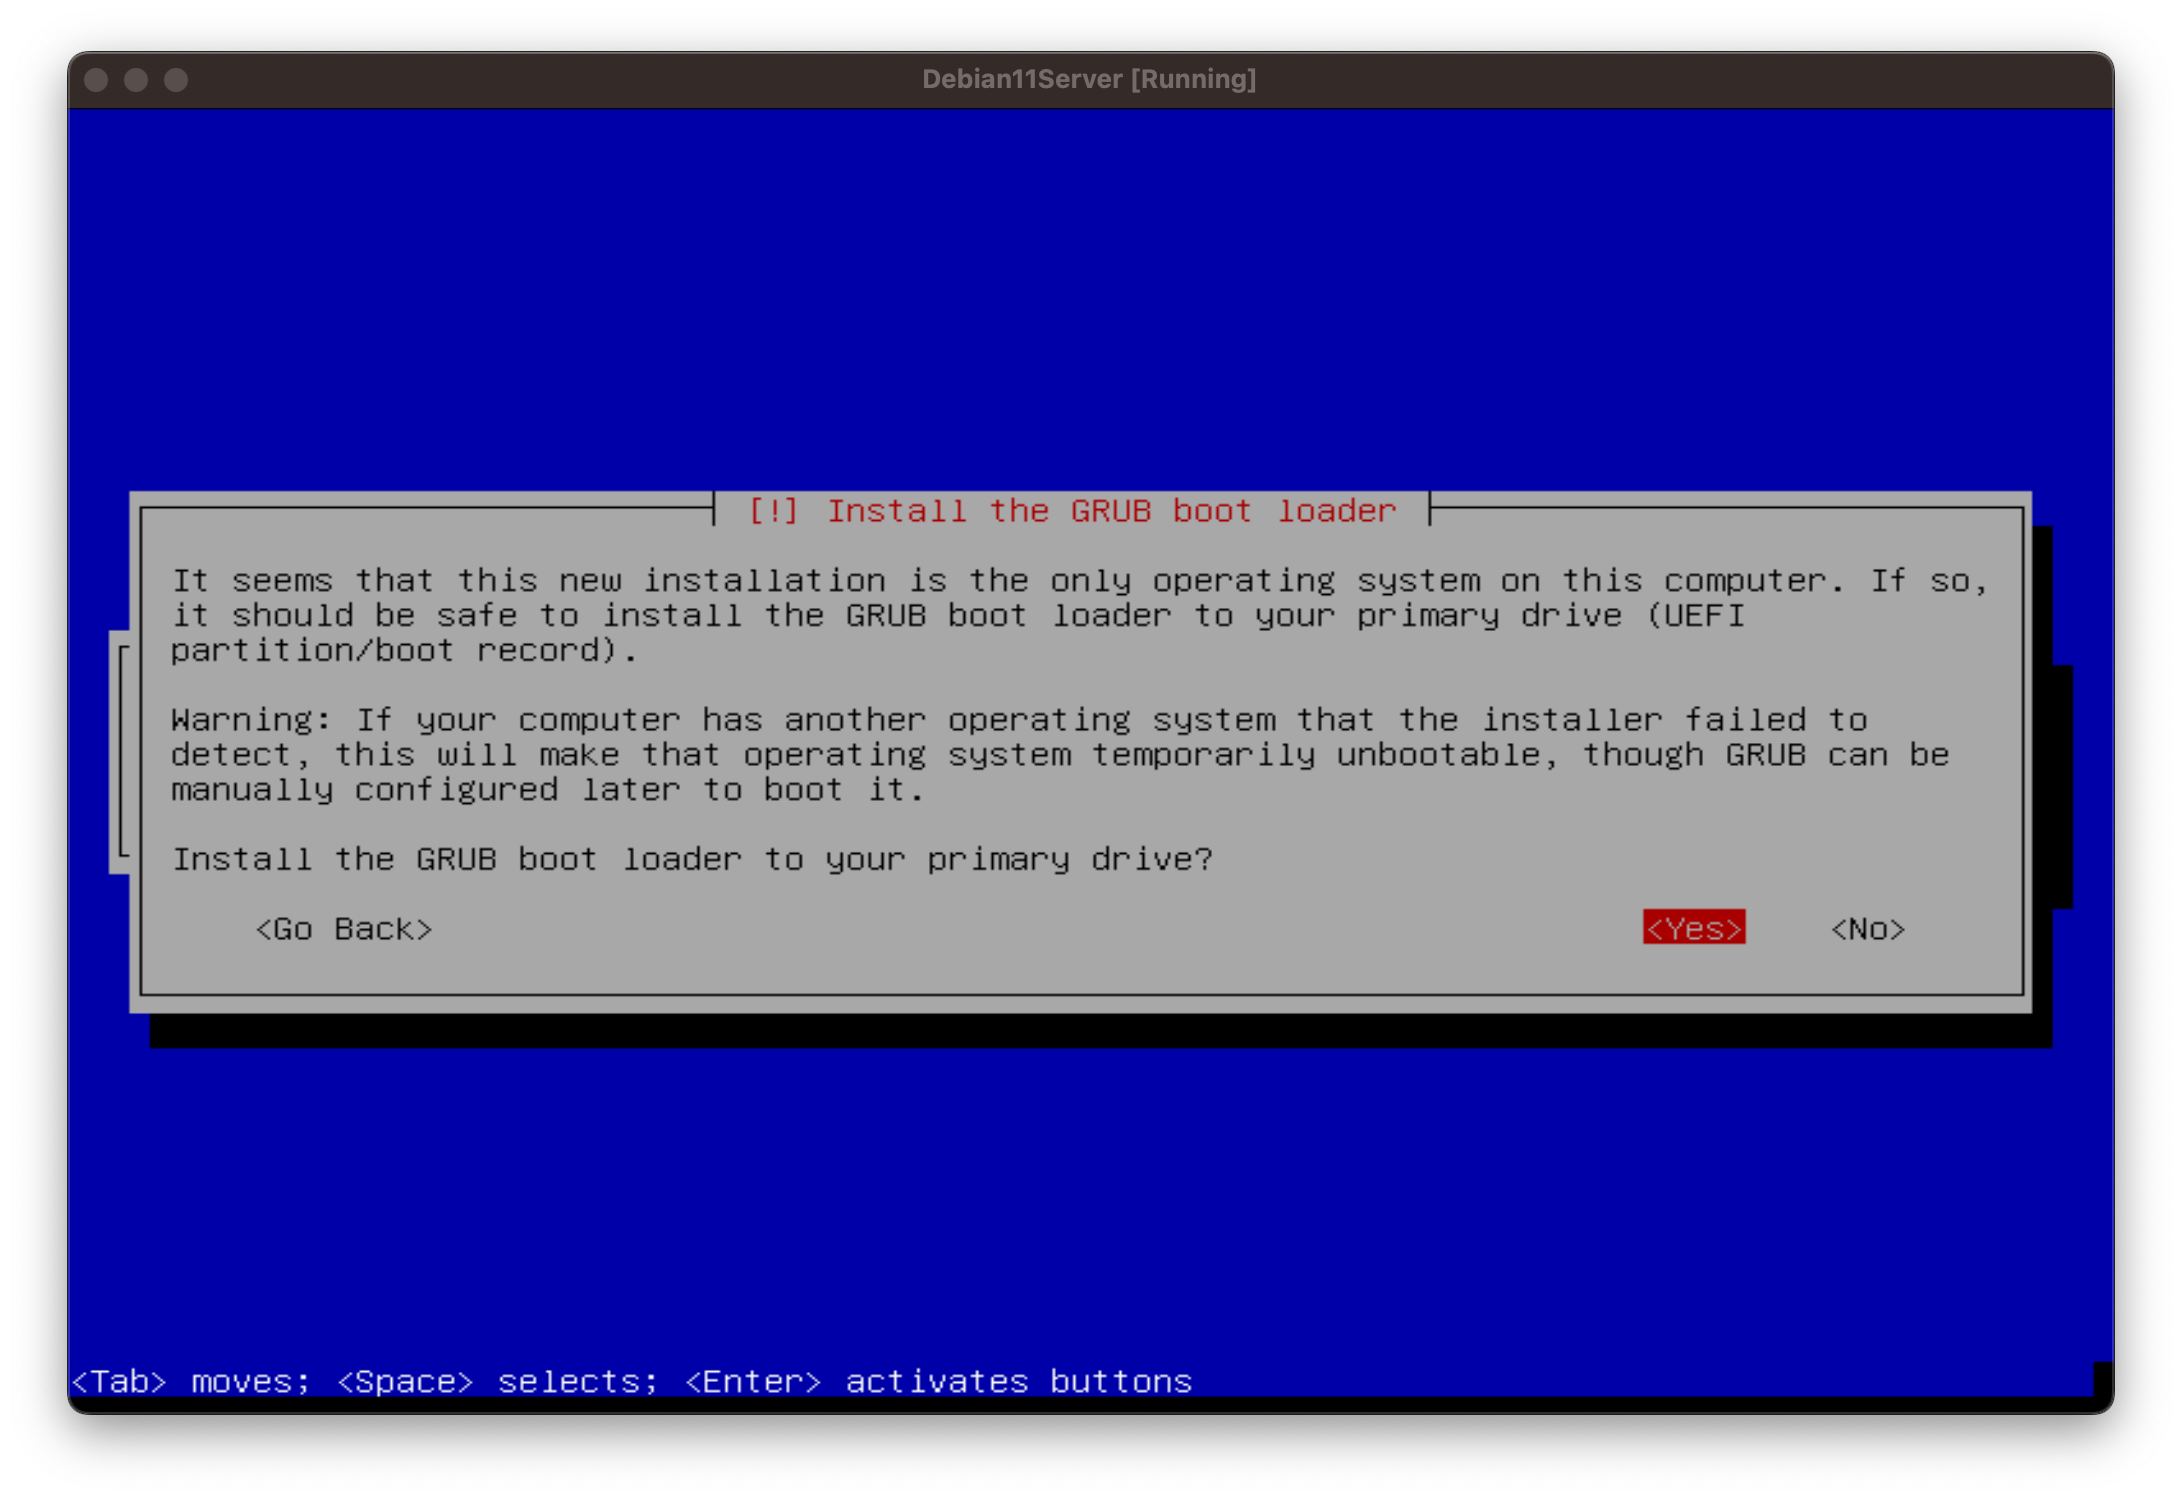 Debian11Server [Running]
[!] Install the GRUB boot loader
It seems that this new installation is the only operating system on this computer. If so,
it should be safe to install the GRUB boot loader to your primary drive (UEFI
partition/boot record).
Warning: If your computer has another operating system that the installer failed to
detect, this will make that operating system temporarily unbootable, though GRUB can be
manually configured later to boot it.
Install the GRUB boot loader to your primary drive?
<Go Back> <Yes> <No>
<Tab> moves; <Space> selects; <Enter> activates buttons